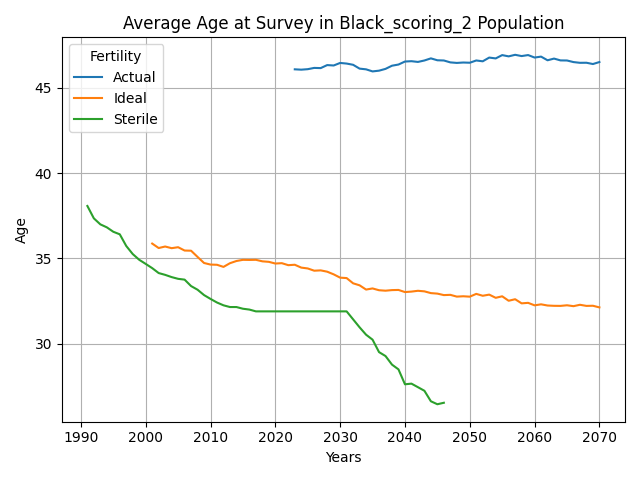 Average Age at Survey in Black_scoring_2 Population
Fertility
Actual
Ideal
Sterile
45
40
35
30
Age
1990 2000 2010 2020 2030 2040 2050 2060 2070
Years